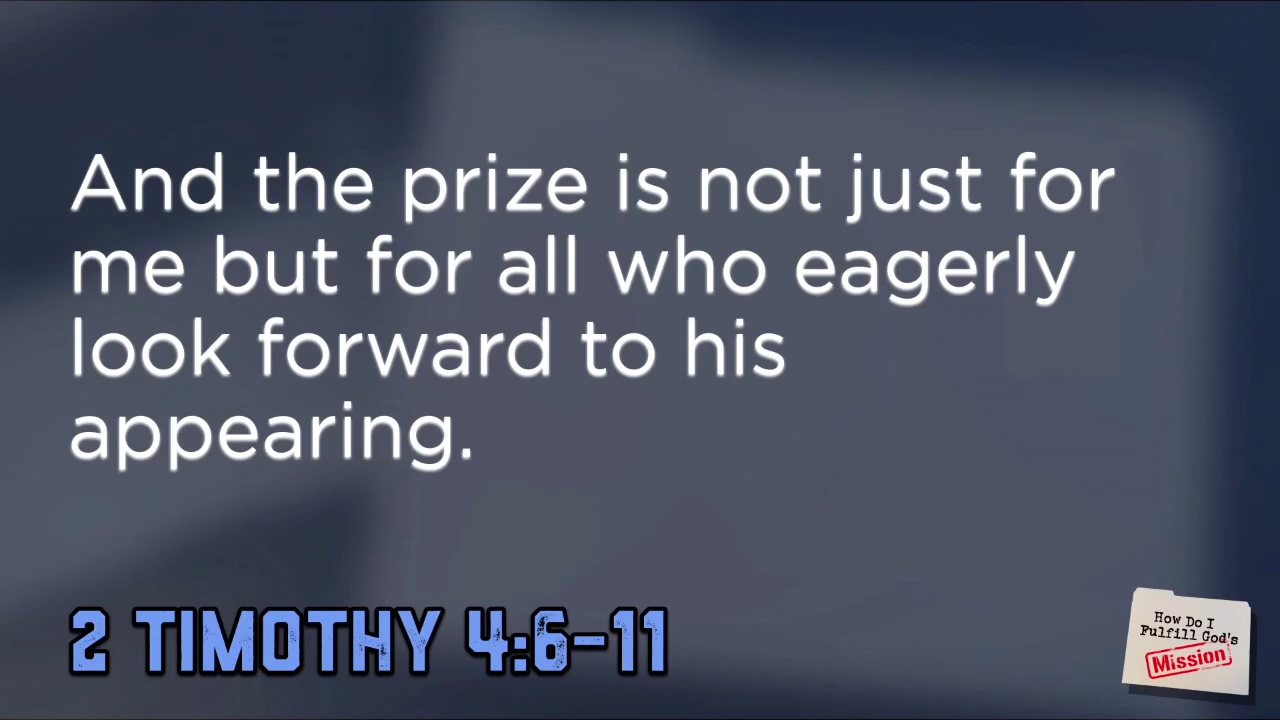 And the prize is not just for
me but for all who eagerly
look forward to his
appearing.
2 TIMOTHY 4:6-11
How Do I
Fulfill God's
Mission